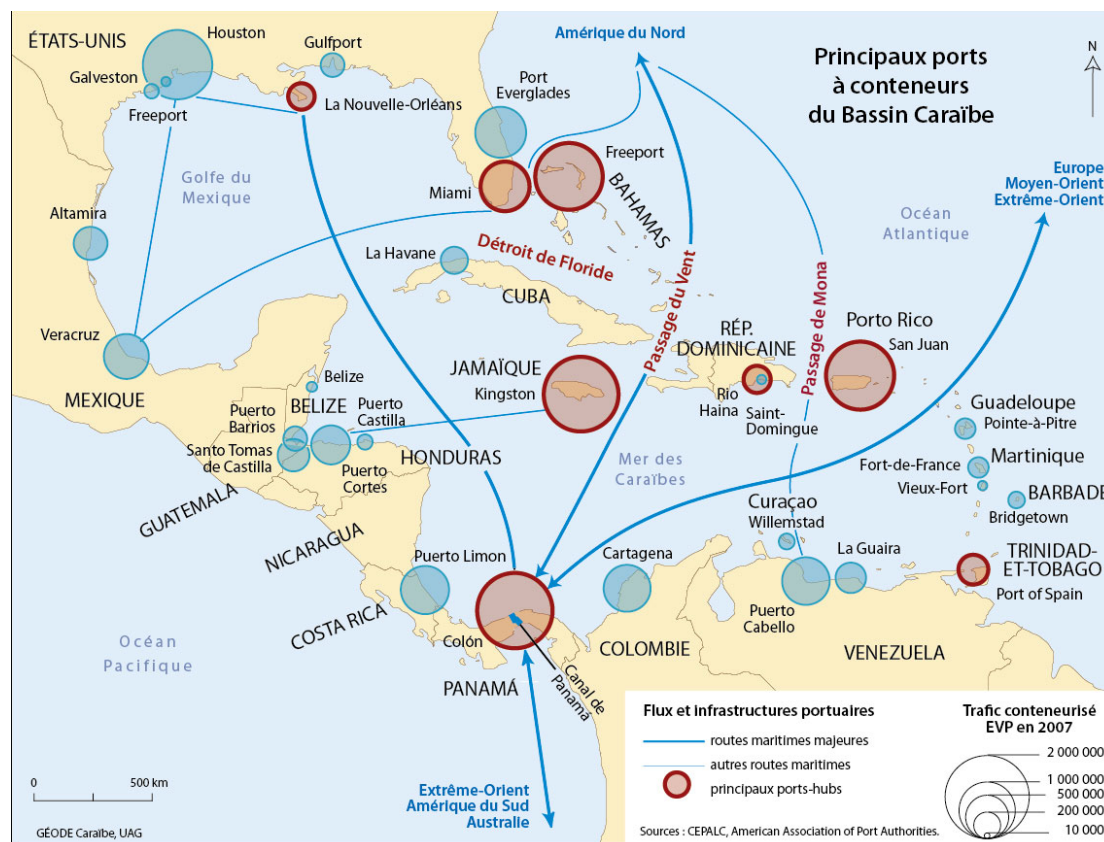 Principaux ports
à conteneurs
du Bassin Caraïbe
N
ÉTATS-UNIS
Houston
Gulfport
Galveston
Freeport
La Nouvelle-Orléans
Port
Everglades
Amérique du Nord
Miami
Freeport
BAHAMAS
Europe
Moyen-Orient
Extrême-Orient
Golfe du
Mexique
Océan
Atlantique
Altamira
La Havane
Détroit de Floride
CUBA
Passage du Vent
Passage de Mona
Veracruz
MEXIQUE
JAMAÏQUE
Kingston
RÉP.
DOMINICAINE
Rio
Haina
Saint-
Domingue
Porto Rico
San Juan
Belize
BELIZE
Puerto
Barrios
Puerto
Castilla
Santo Tomas
de Castilla
Puerto
Cortes
HONDURAS
GUATEMALA
NICARAGUA
Mer des
Caraïbes
Guadeloupe
Pointe-à-Pitre
Fort-de-France
Martinique
Vieux-Fort
BARBADE
Bridgetown
Curaçao
Willemstad
Puerto Limon
Cartagena
La Guaira
TRINIDAD-
ET-TOBAGO
Port of Spain
COSTA RICA
Colón
Puerto
Cabello
COLOMBIE
VENEZUELA
Océan
Pacifique
PANAMÁ
Canal de
Panamá
Extrême-Orient
Amérique du Sud
Australie
0 500 km
GÉODE Caraïbe, UAG
Flux et infrastructures portuaires
routes maritimes majeures
autres routes maritimes
principaux ports-hubs
Trafic conteneurisé
EVP en 2007
2 000 000
1 000 000
500 000
200 000
10 000
Sources : CEPALC, American Association of Port Authorities.